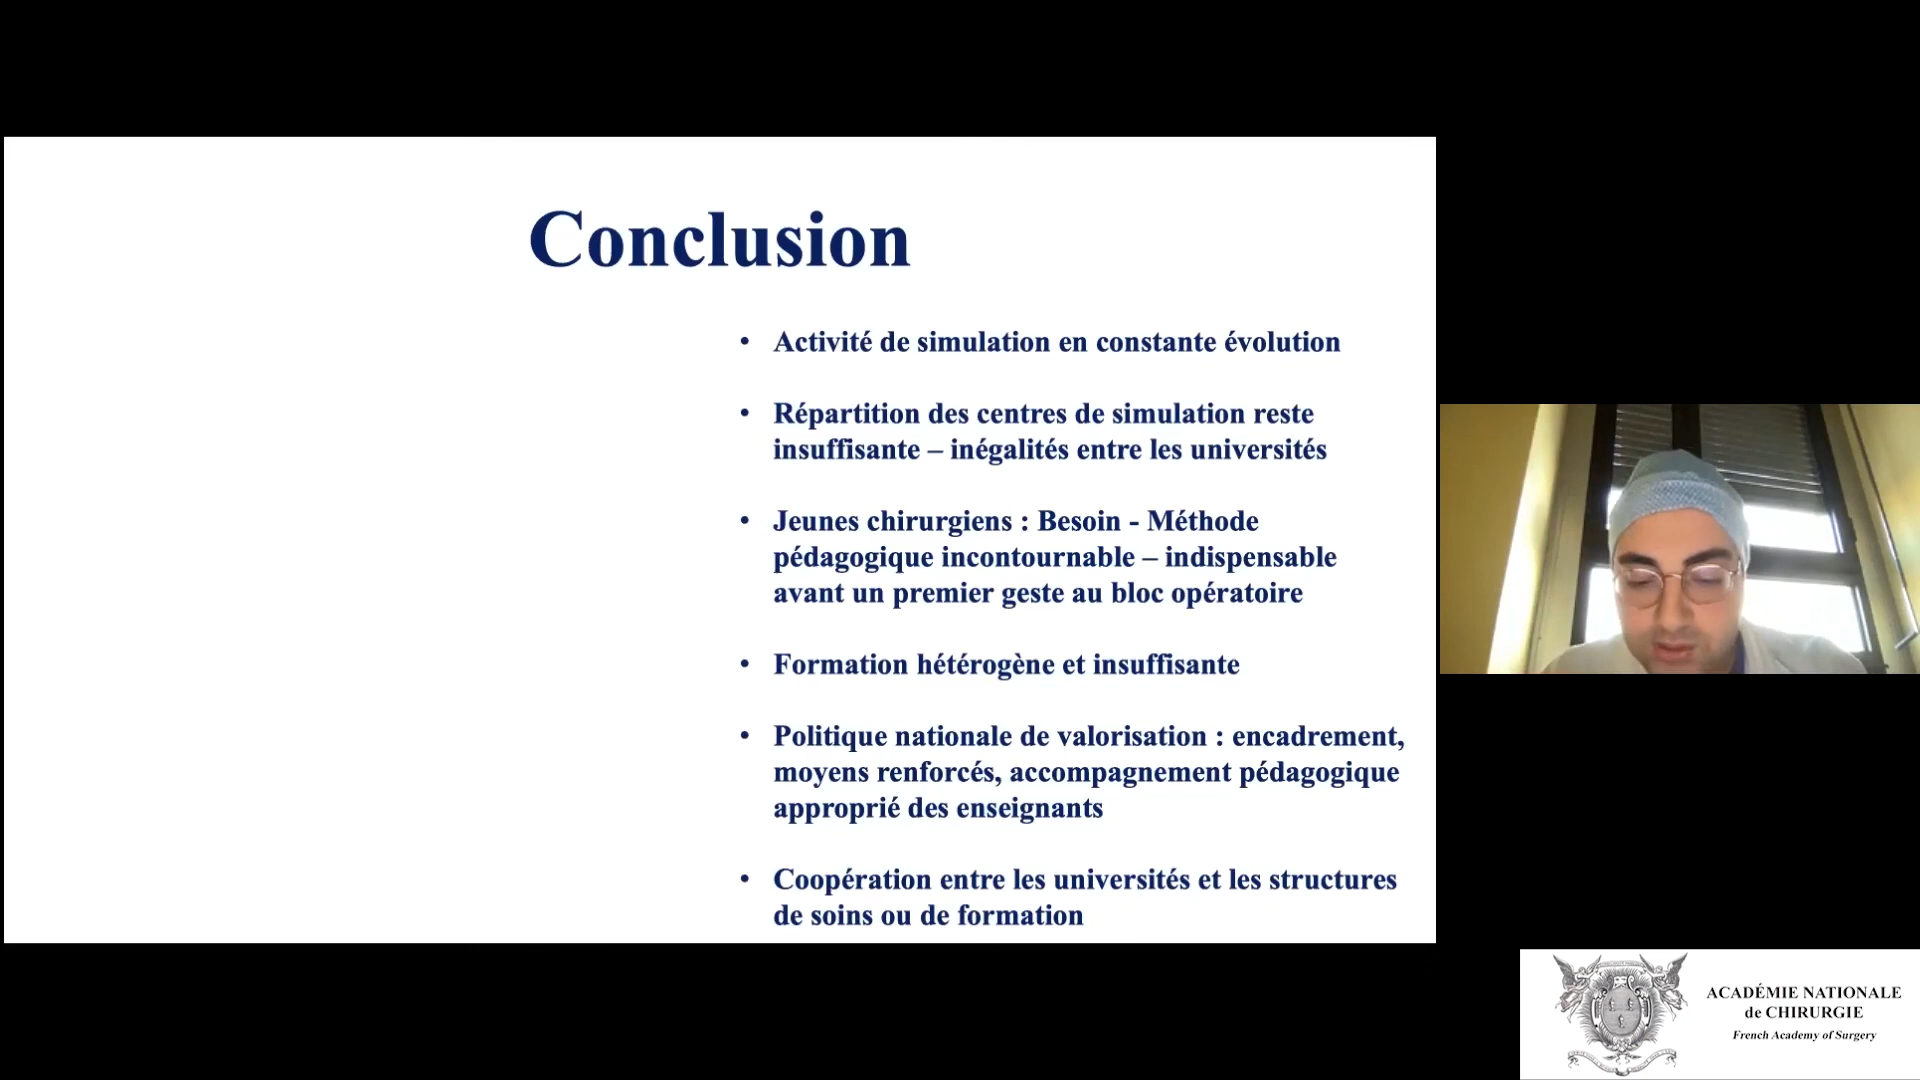 Conclusion
• Activité de simulation en constante évolution
• Répartition des centres de simulation reste
insuffisante – inégalités entre les universités
• Jeunes chirurgiens : Besoin - Méthode
pédagogique incontournable – indispensable
avant un premier geste au bloc opératoire
• Formation hétérogène et insuffisante
• Politique nationale de valorisation : encadrement,
moyens renforcés, accompagnement pédagogique
approprié des enseignants
• Coopération entre les universités et les structures
de soins ou de formation
ACADÉMIE NATIONALE
de CHIRURGIE
French Academy of Surgery